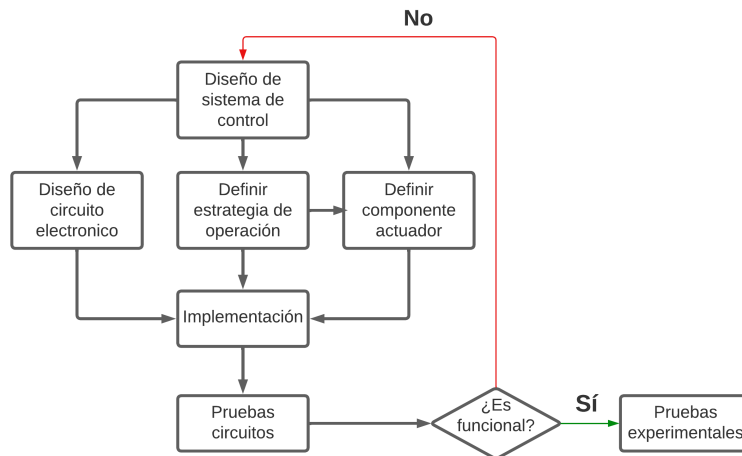 No
Diseño de
sistema de
control
Diseño de
circuito
electronico
Definir
estrategia de
operación
Definir
componente
actuador
Implementación
Pruebas
circuitos
¿Es
funcional?
Sí
Pruebas
experimentales